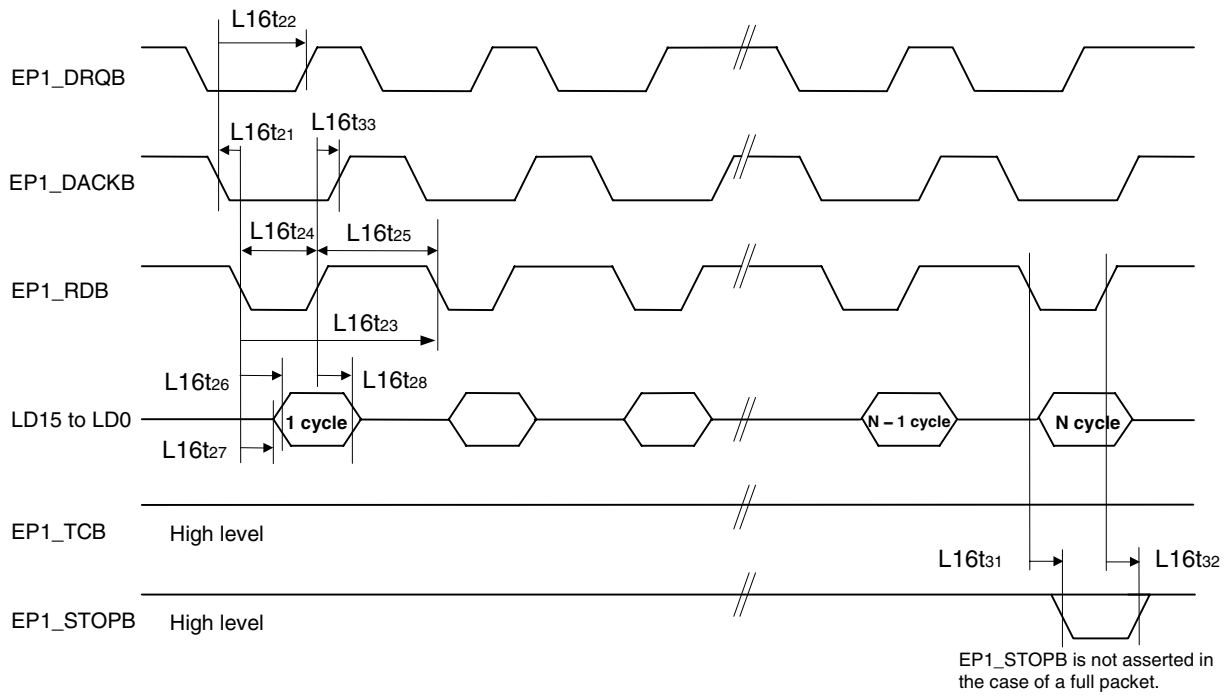 L16t22
EP1_DRQB
L16t21
L16t33
EP1_DACKB
L16t24
L16t25
EP1_RDB
L16t23
L16t26
L16t28
LD15 to LD0
1 cycle
N – 1 cycle
N cycle
L16t27
EP1_TCB
High level
L16t31
L16t32
EP1_STOPB
High level
EP1_STOPB is not asserted in
the case of a full packet.